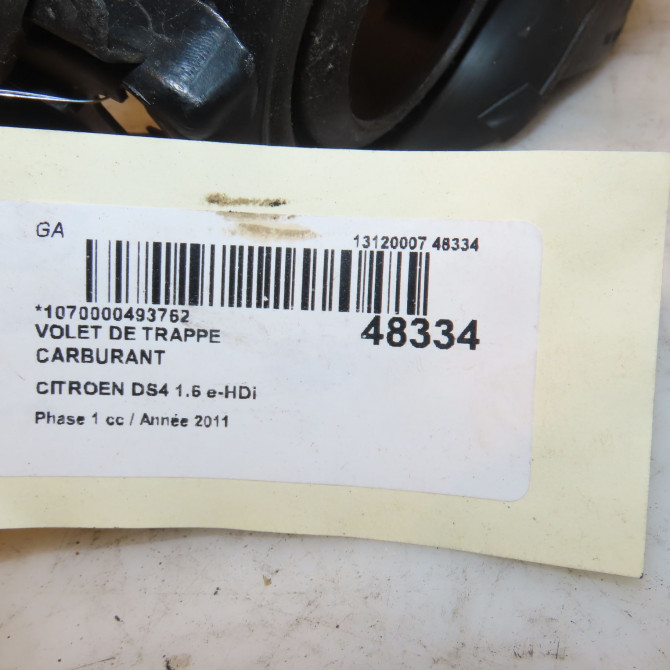 GA
13120007 48334
*1070000493762
48334
VOLET DE TRAPPE
CARBURANT
CITROEN DS4 1.6 e-HDi
Phase 1 cc / Année 2011